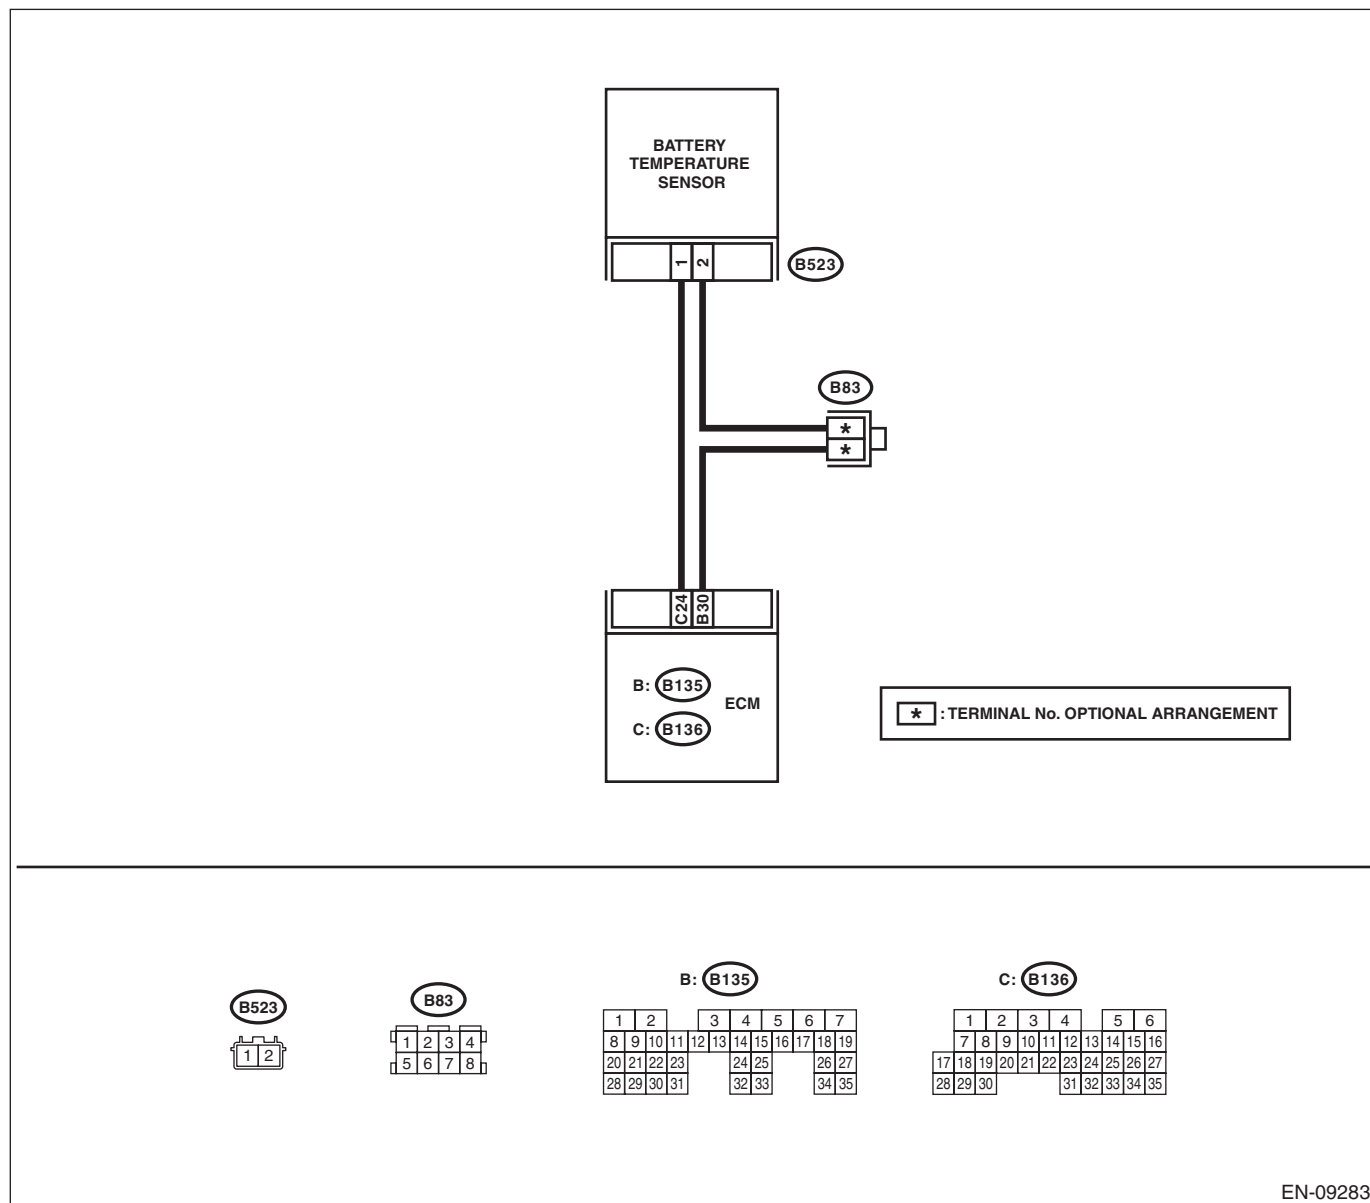 BATTERY
TEMPERATURE
SENSOR
1 2
B523
B83
*
*
C24 B30
B: B135
ECM
C: B136
* : TERMINAL No. OPTIONAL ARRANGEMENT
B523
1 2
B83
1 2 3 4
5 6 7 8
B: B135
1 2 3 4 5 6 7
8 9 10 11 12 13 14 15 16 17 18 19
20 21 22 23 24 25 26 27
28 29 30 31 32 33 34 35
C: B136
1 2 3 4 5 6
7 8 9 10 11 12 13 14 15 16
17 18 19 20 21 22 23 24 25 26 27
28 29 30 31 32 33 34 35
EN-09283